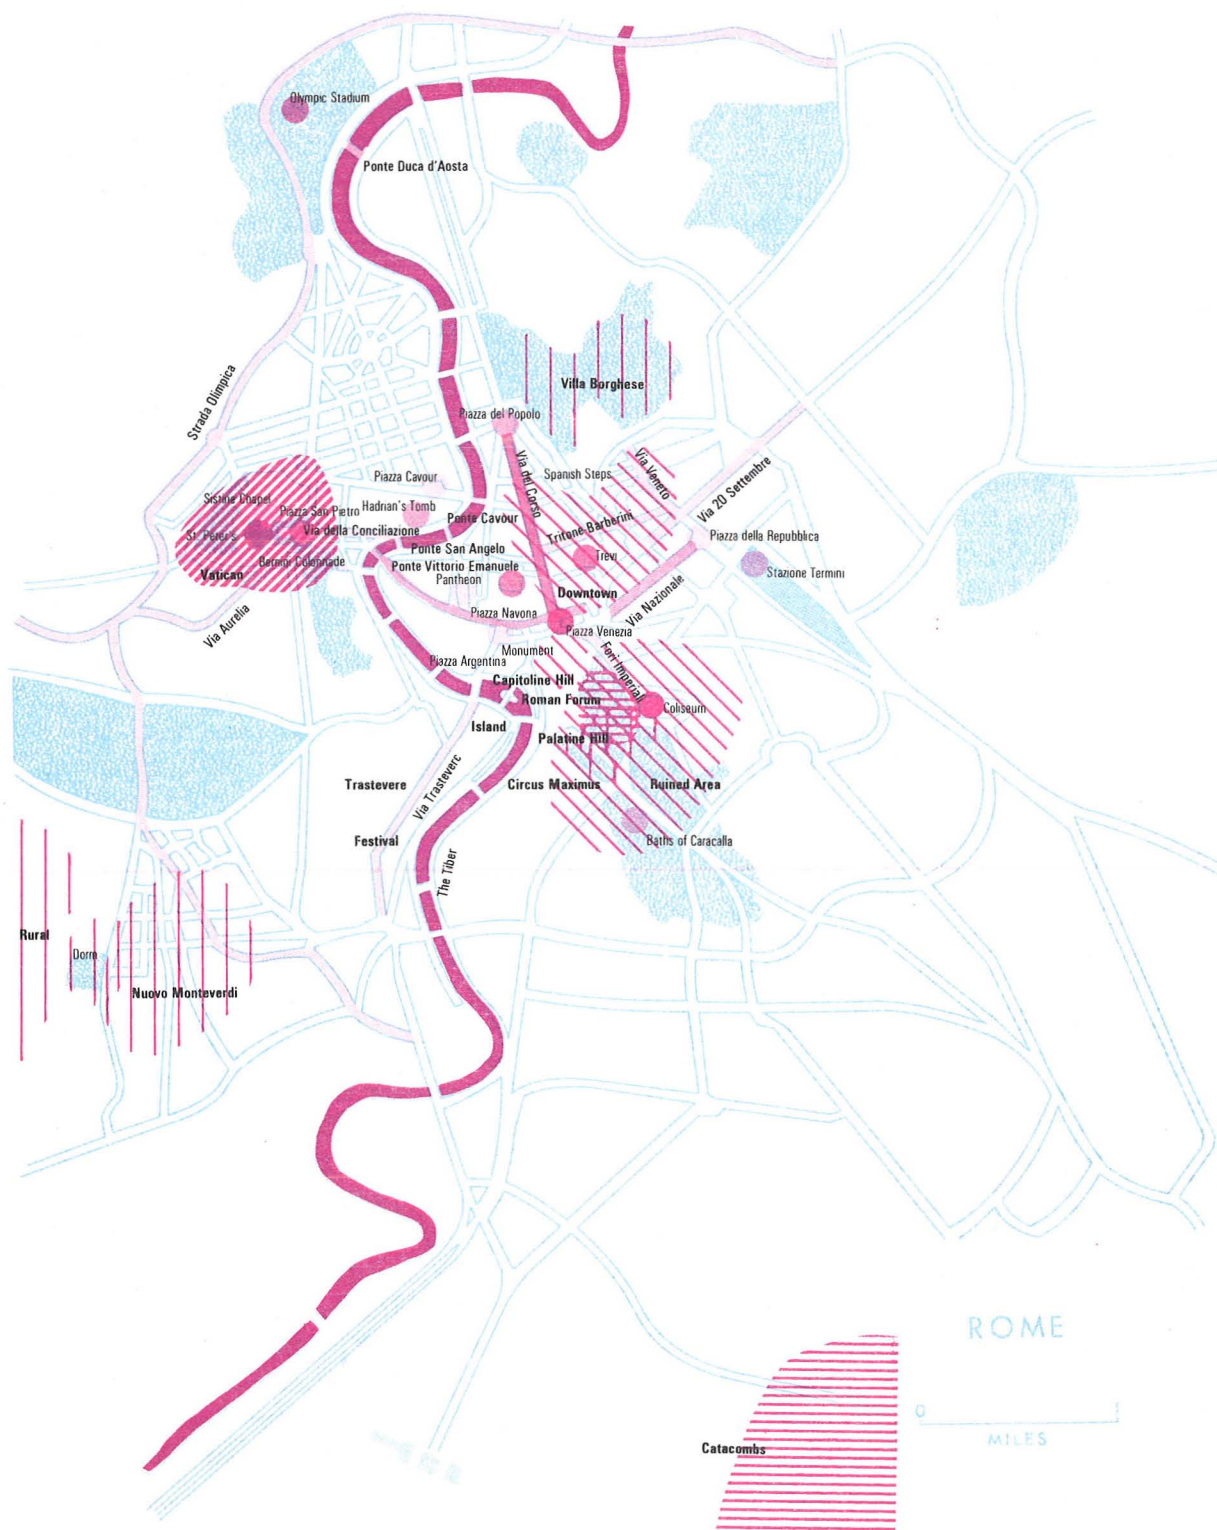 Olympic Stadium
Ponte Duca d'Aosta
Strada Olimpica
Villa Borghese
Piazza del Popolo
Via del Corso
Spanish Steps
Via Veneto
Via 20 Settembre
Piazza Cavour
Sistine Chapel
Piazza San Pietro
Hadrian's Tomb
Ponte Cavour
Tritone-Barberini
St. Peter's
Via della Conciliazione
Piazza della Repubblica
Bernini Colonnade
Ponte San Angelo
Trevi
Ponte Vittorio Emanuele
Vatican
Pantheon
Stazione Termini
Downtown
Via Nazionale
Via Aurelia
Piazza Navona
Piazza Venezia
Monument
Fori Imperiali
Piazza Argentina
Capitoline Hill
Roman Forum
Coliseum
Island
Palatine Hill
Trastevere
Via Trastevere
Circus Maximus
Ruined Area
Festival
Baths of Caracalla
The Tiber
Rural
Dorm
Nuovo Monteverdi
ROME
0 1
MILES
Catacombs